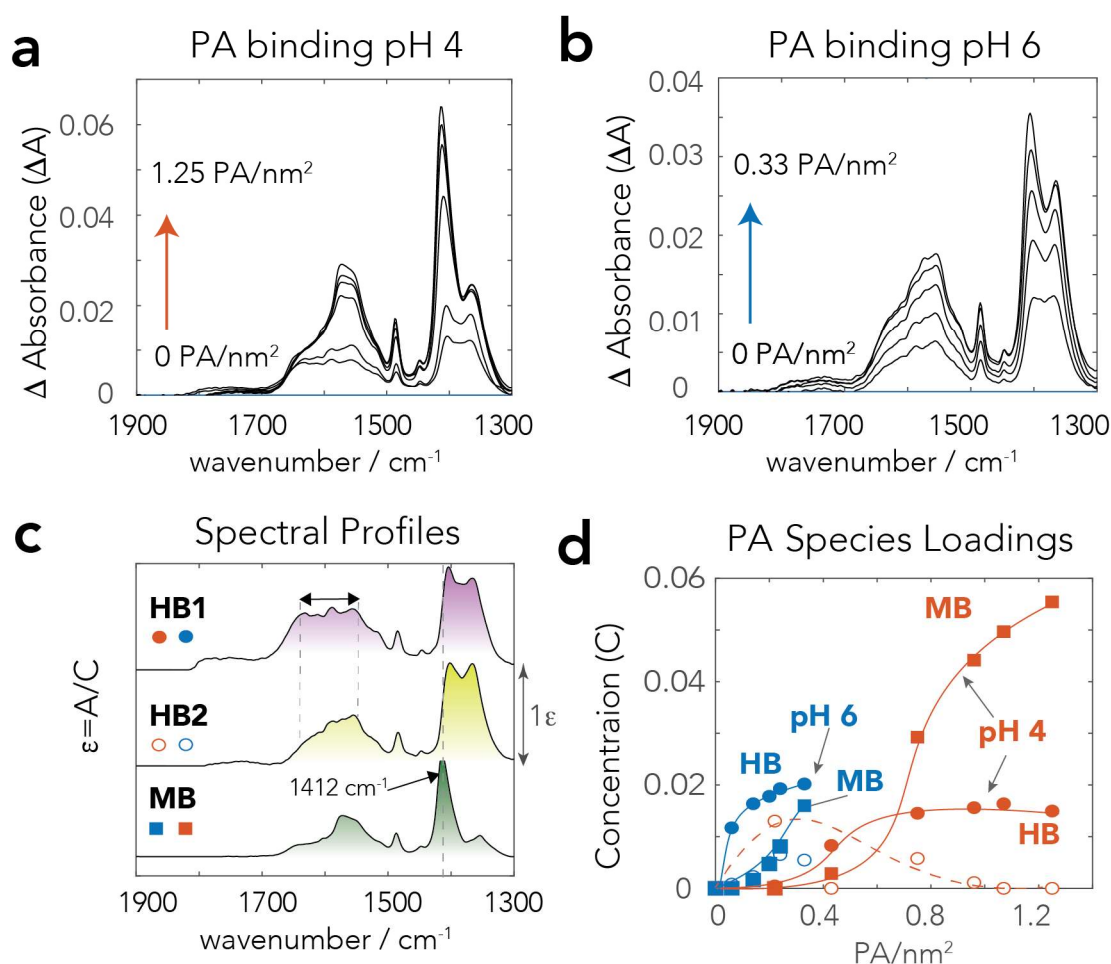 a
PA binding pH 4
Δ Absorbance (ΔA)
0.06
0.04
0.02
0
1.25 PA/nm²
0 PA/nm²
1900 1700 1500 1300
wavenumber / cm⁻¹
b
PA binding pH 6
Δ Absorbance (ΔA)
0.04
0.03
0.02
0.01
0
0.33 PA/nm²
0 PA/nm²
1900 1700 1500 1300
wavenumber / cm⁻¹
c
Spectral Profiles
ε=A/C
HB1
HB2
MB
1412 cm⁻¹
1ε
1900 1700 1500 1300
wavenumber / cm⁻¹
d
PA Species Loadings
Concentraion (C)
0.06
0.04
0.02
0
MB
pH 6
pH 4
HB
MB
HB
0 0.4 0.8 1.2
PA/nm²